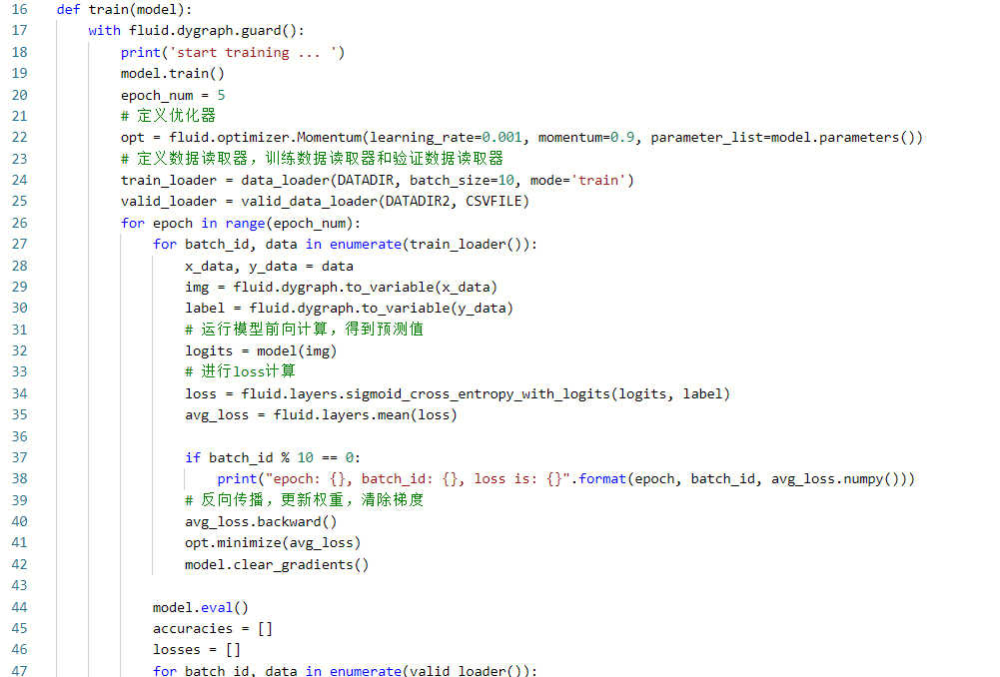 16 def train(model):
17     with fluid.dygraph.guard():
18         print('start training ... ')
19         model.train()
20         epoch_num = 5
21         # 定义优化器
22         opt = fluid.optimizer.Momentum(learning_rate=0.001, momentum=0.9, parameter_list=model.parameters())
23         # 定义数据读取器，训练数据读取器和验证数据读取器
24         train_loader = data_loader(DATADIR, batch_size=10, mode='train')
25         valid_loader = valid_data_loader(DATADIR2, CSVFILE)
26         for epoch in range(epoch_num):
27             for batch_id, data in enumerate(train_loader()):
28                 x_data, y_data = data
29                 img = fluid.dygraph.to_variable(x_data)
30                 label = fluid.dygraph.to_variable(y_data)
31                 # 运行模型前向计算，得到预测值
32                 logits = model(img)
33                 # 进行loss计算
34                 loss = fluid.layers.sigmoid_cross_entropy_with_logits(logits, label)
35                 avg_loss = fluid.layers.mean(loss)
36
37                 if batch_id % 10 == 0:
38                     print("epoch: {}, batch_id: {}, loss is: {}".format(epoch, batch_id, avg_loss.numpy()))
39                 # 反向传播，更新权重，清除梯度
40                 avg_loss.backward()
41                 opt.minimize(avg_loss)
42                 model.clear_gradients()
43
44             model.eval()
45             accuracies = []
46             losses = []
47             for batch_id, data in enumerate(valid_loader()):